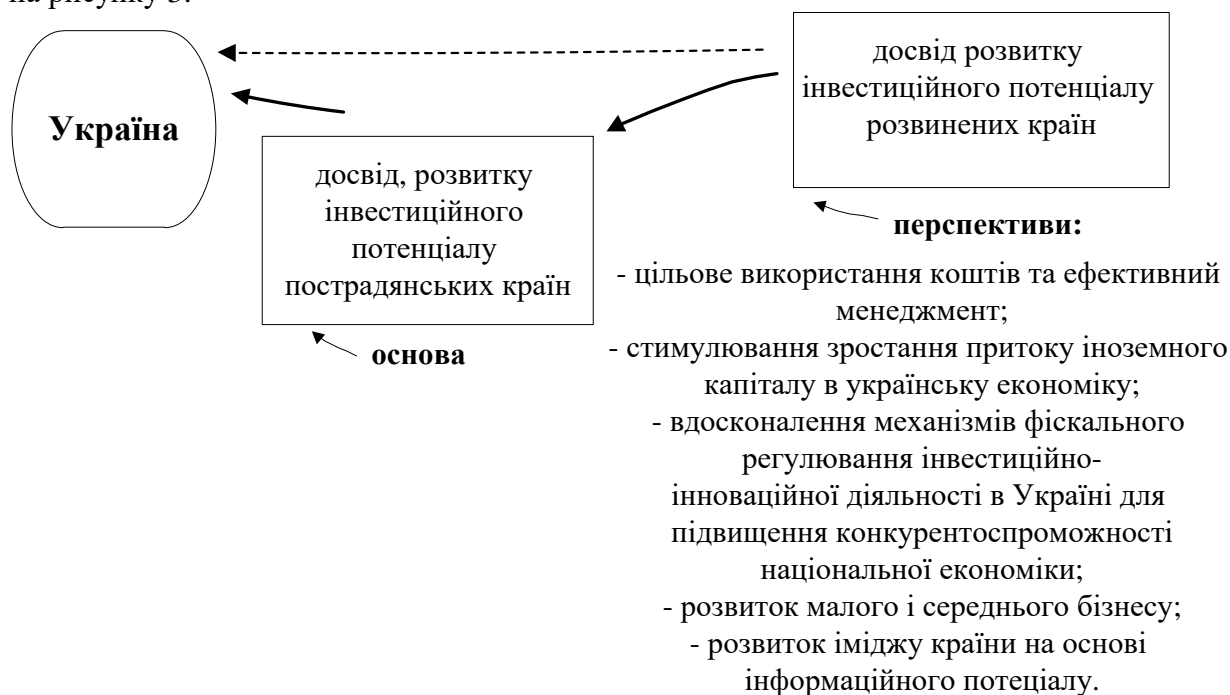 на рисунку 3.
Україна
досвід, розвитку
інвестиційного
потенціалу
пострадянських країн
основа
досвід розвитку
інвестиційного потенціалу
розвинених країн
перспективи:
- цільове використання коштів та ефективний
менеджмент;
- стимулювання зростання притоку іноземного
капіталу в українську економіку;
- вдосконалення механізмів фіскального
регулювання інвестиційно-
інноваційної діяльності в Україні для
підвищення конкурентоспроможності
національної економіки;
- розвиток малого і середнього бізнесу;
- розвиток іміджу країни на основі
інформаційного потеціалу.